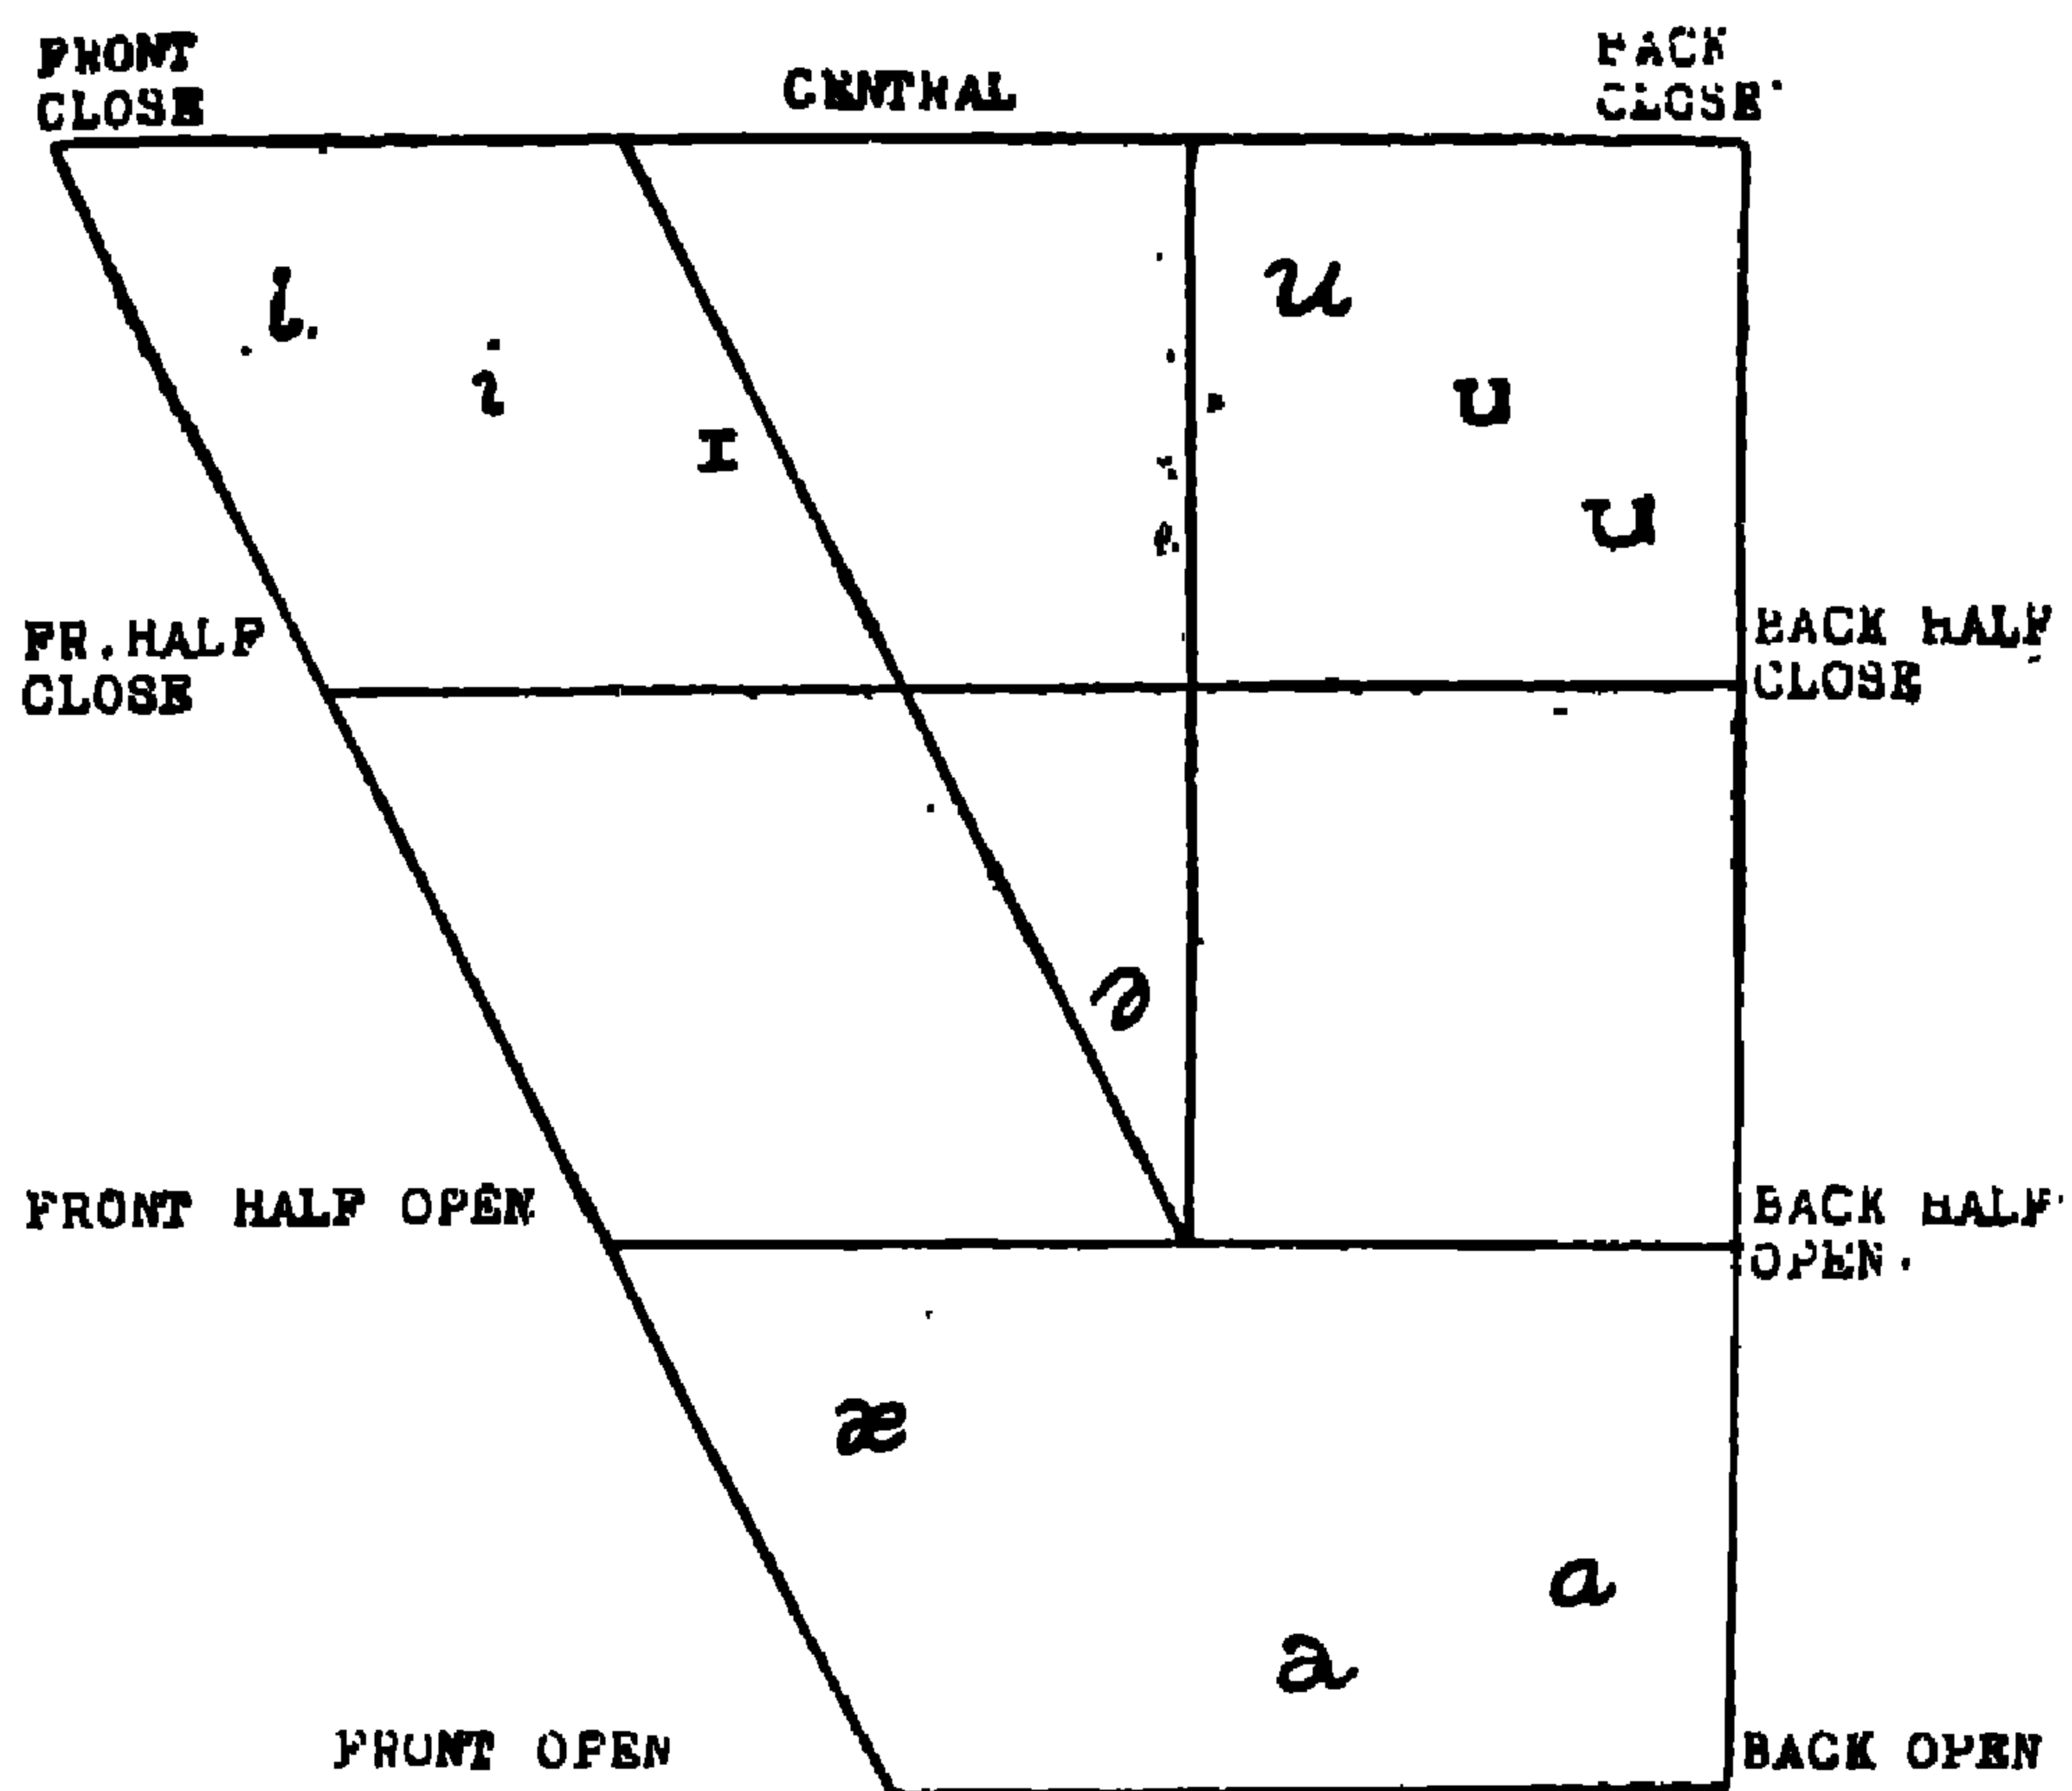 FRONT
CLOSE
CENTRAL
BACK
CLOSE
i
i
I
u
U
U
FR. HALF
CLOSE
BACK HALF
CLOSE
ə
FRONT HALF OPEN
BACK HALF
OPEN.
æ
a
a
FRONT OPEN
BACK OPEN